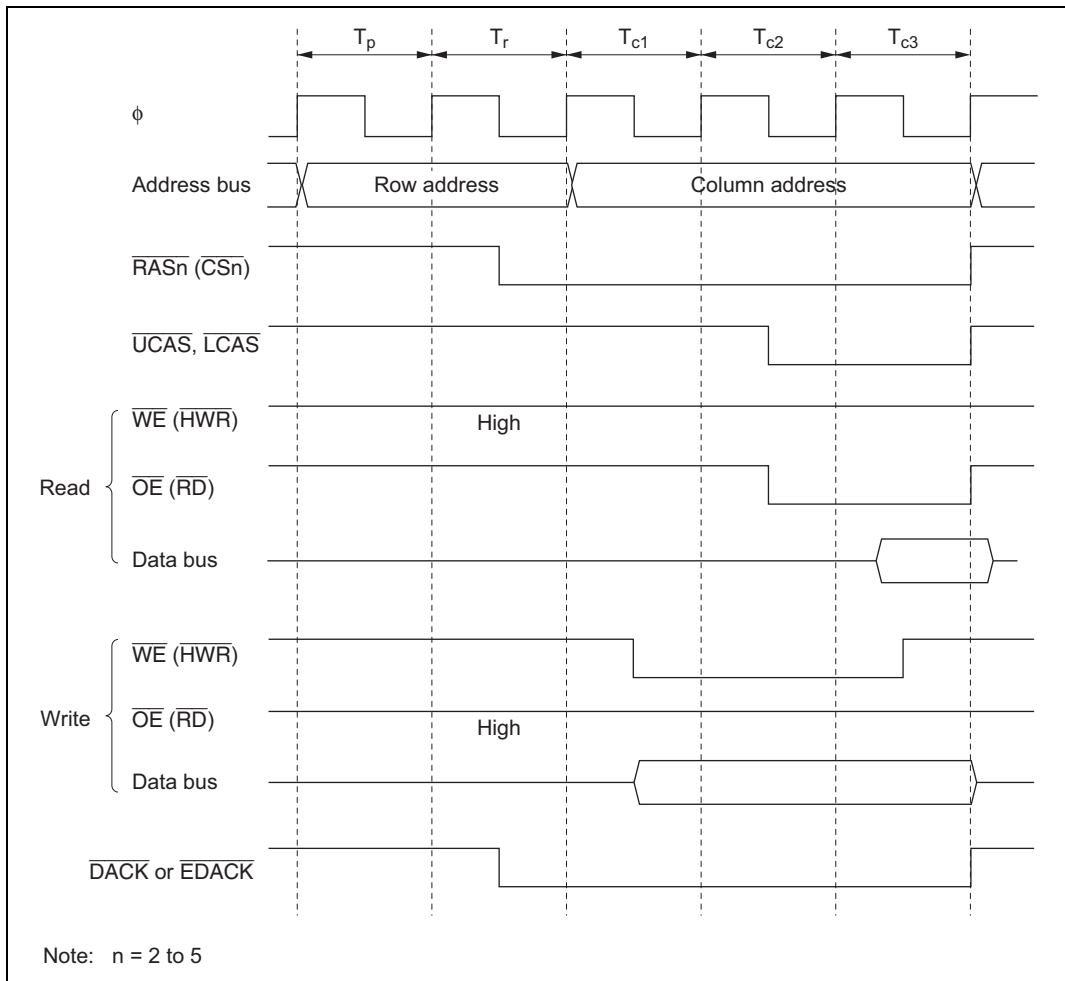 Tp Tr Tc1 Tc2 Tc3
ϕ
Address bus Row address Column address
RASn (CSn)
UCAS, LCAS
WE (HWR) High
Read OE (RD)
Data bus
WE (HWR)
Write OE (RD) High
Data bus
DACK or EDACK
Note: n = 2 to 5